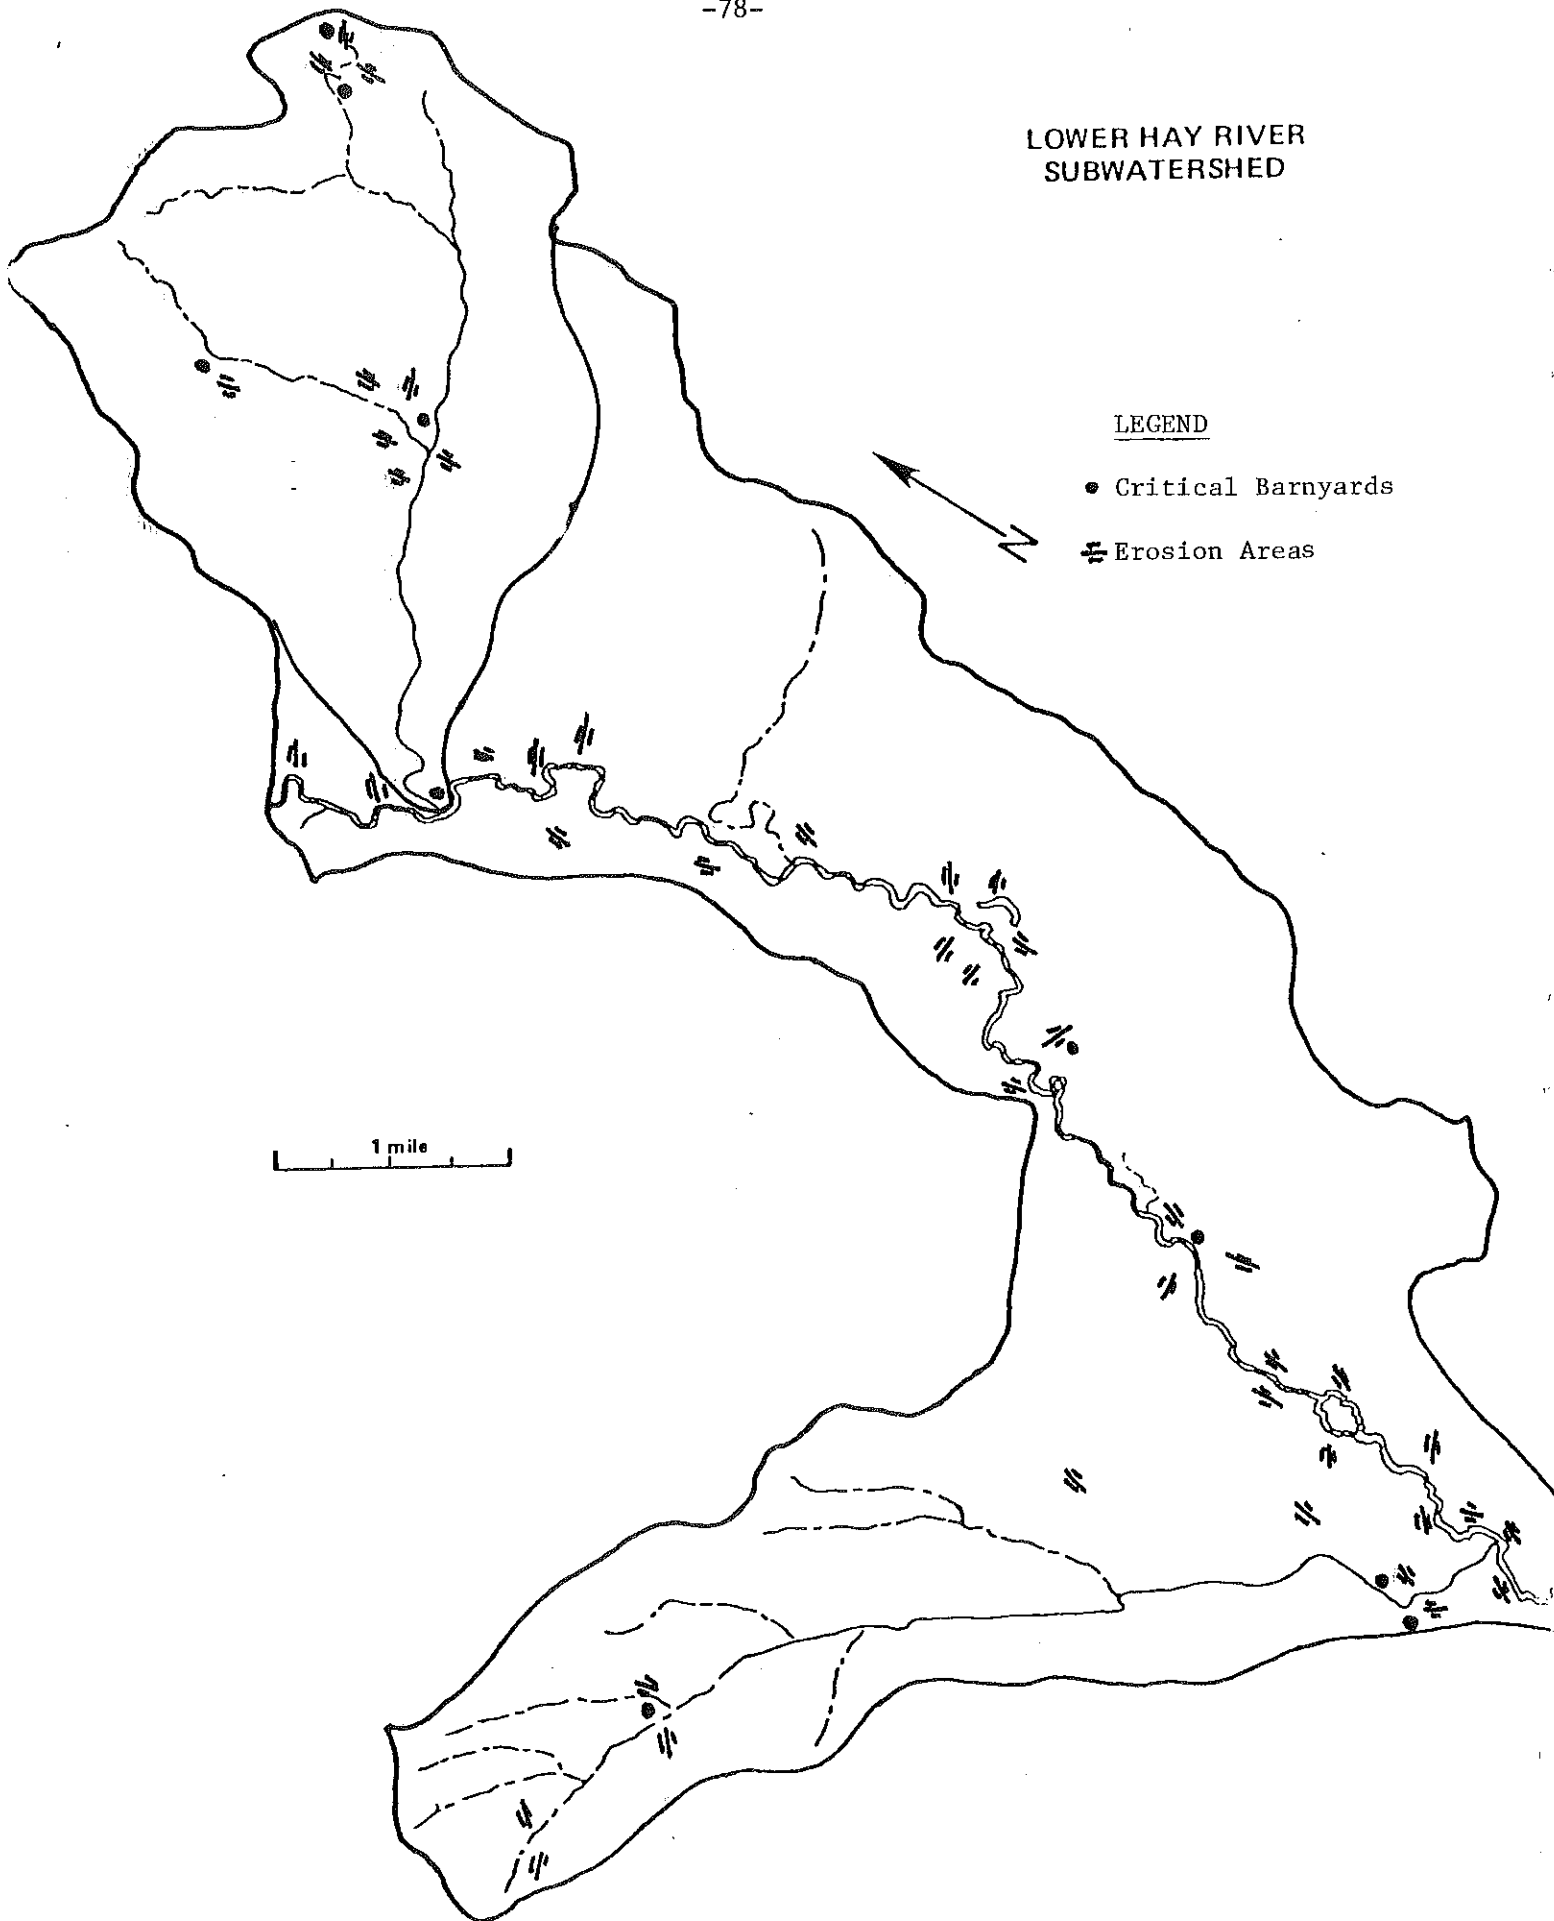 -78-
LOWER HAY RIVER
SUBWATERSHED
LEGEND
Critical Barnyards
N
Erosion Areas
1 mile